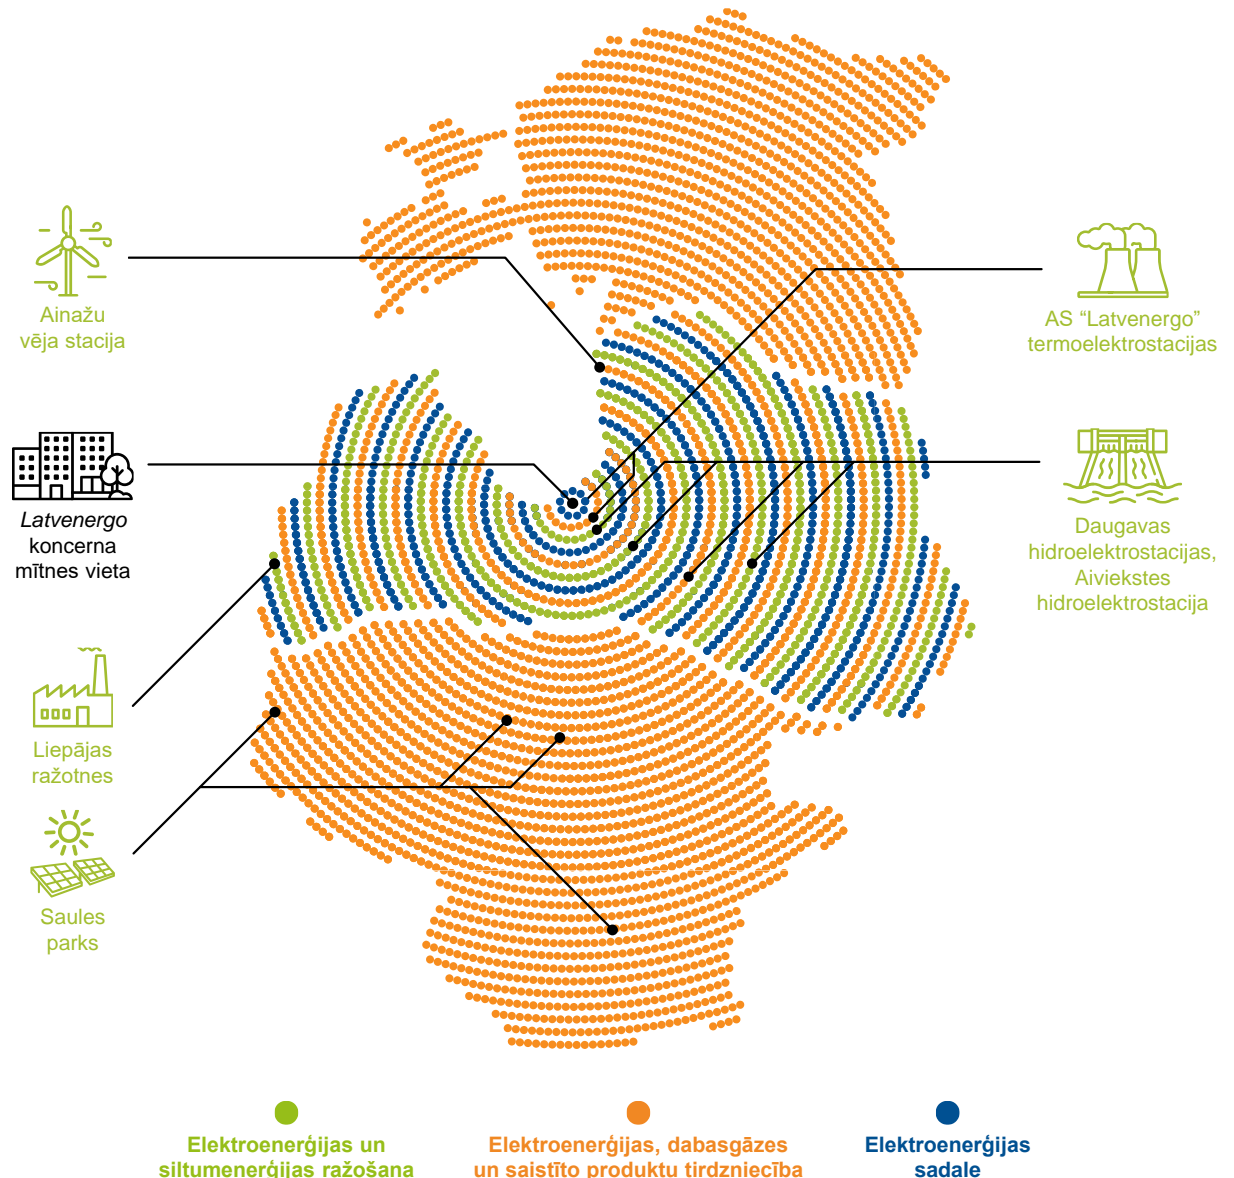 Ainažu
vēja stacija
AS “Latvenergo”
termoelektrostacijas
Latvenergo
koncerna
mītnes vieta
Daugavas
hidroelektrostacijas,
Aiviekstes
hidroelektrostacija
Liepājas
ražotnes
Saules
parks
Elektroenerģijas un
siltumenerģijas ražošana
Elektroenerģijas, dabasgāzes
un saistīto produktu tirdzniecība
Elektroenerģijas
sadale